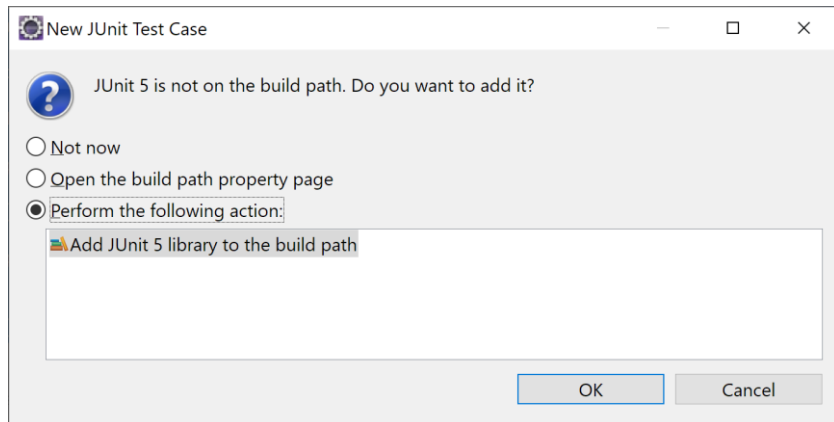 New JUnit Test Case
JUnit 5 is not on the build path. Do you want to add it?
Not now
Open the build path property page
Perform the following action:
Add JUnit 5 library to the build path
OK
Cancel